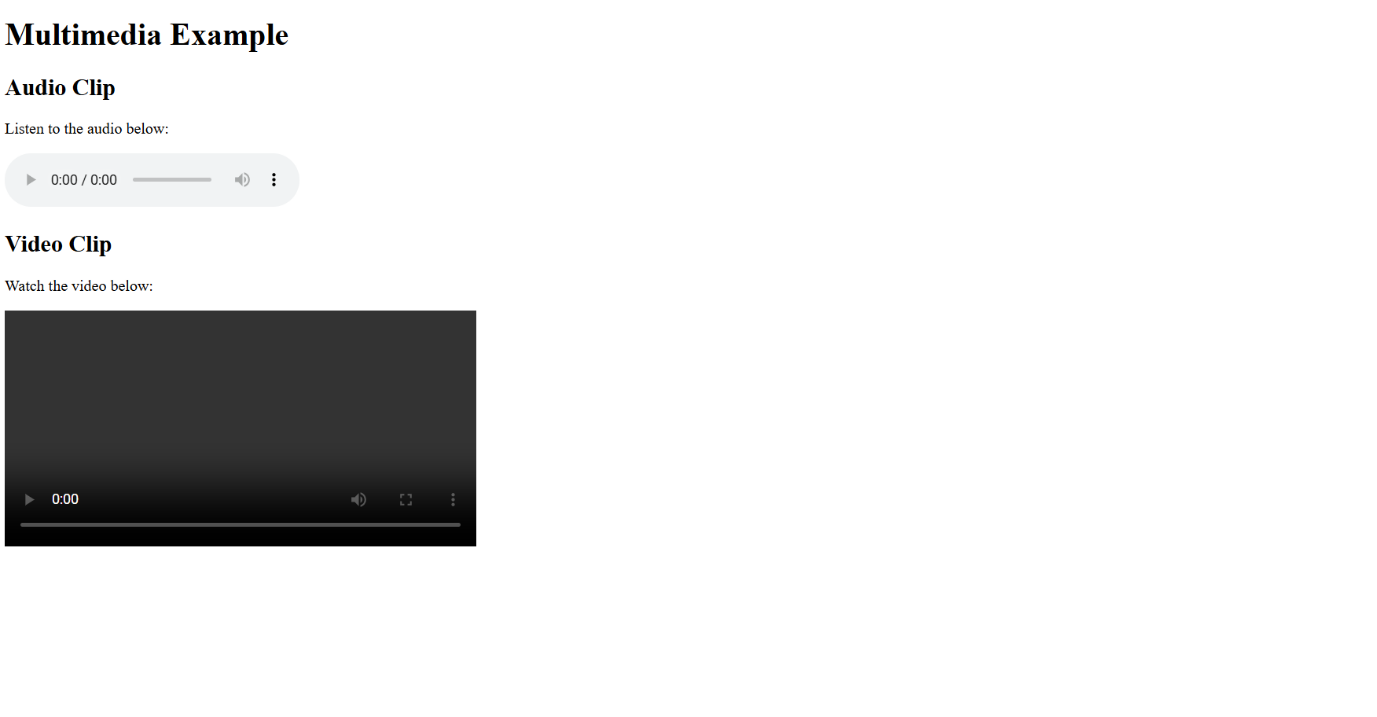 Multimedia Example
Audio Clip
Listen to the audio below:
0:00 / 0:00
Video Clip
Watch the video below:
0:00